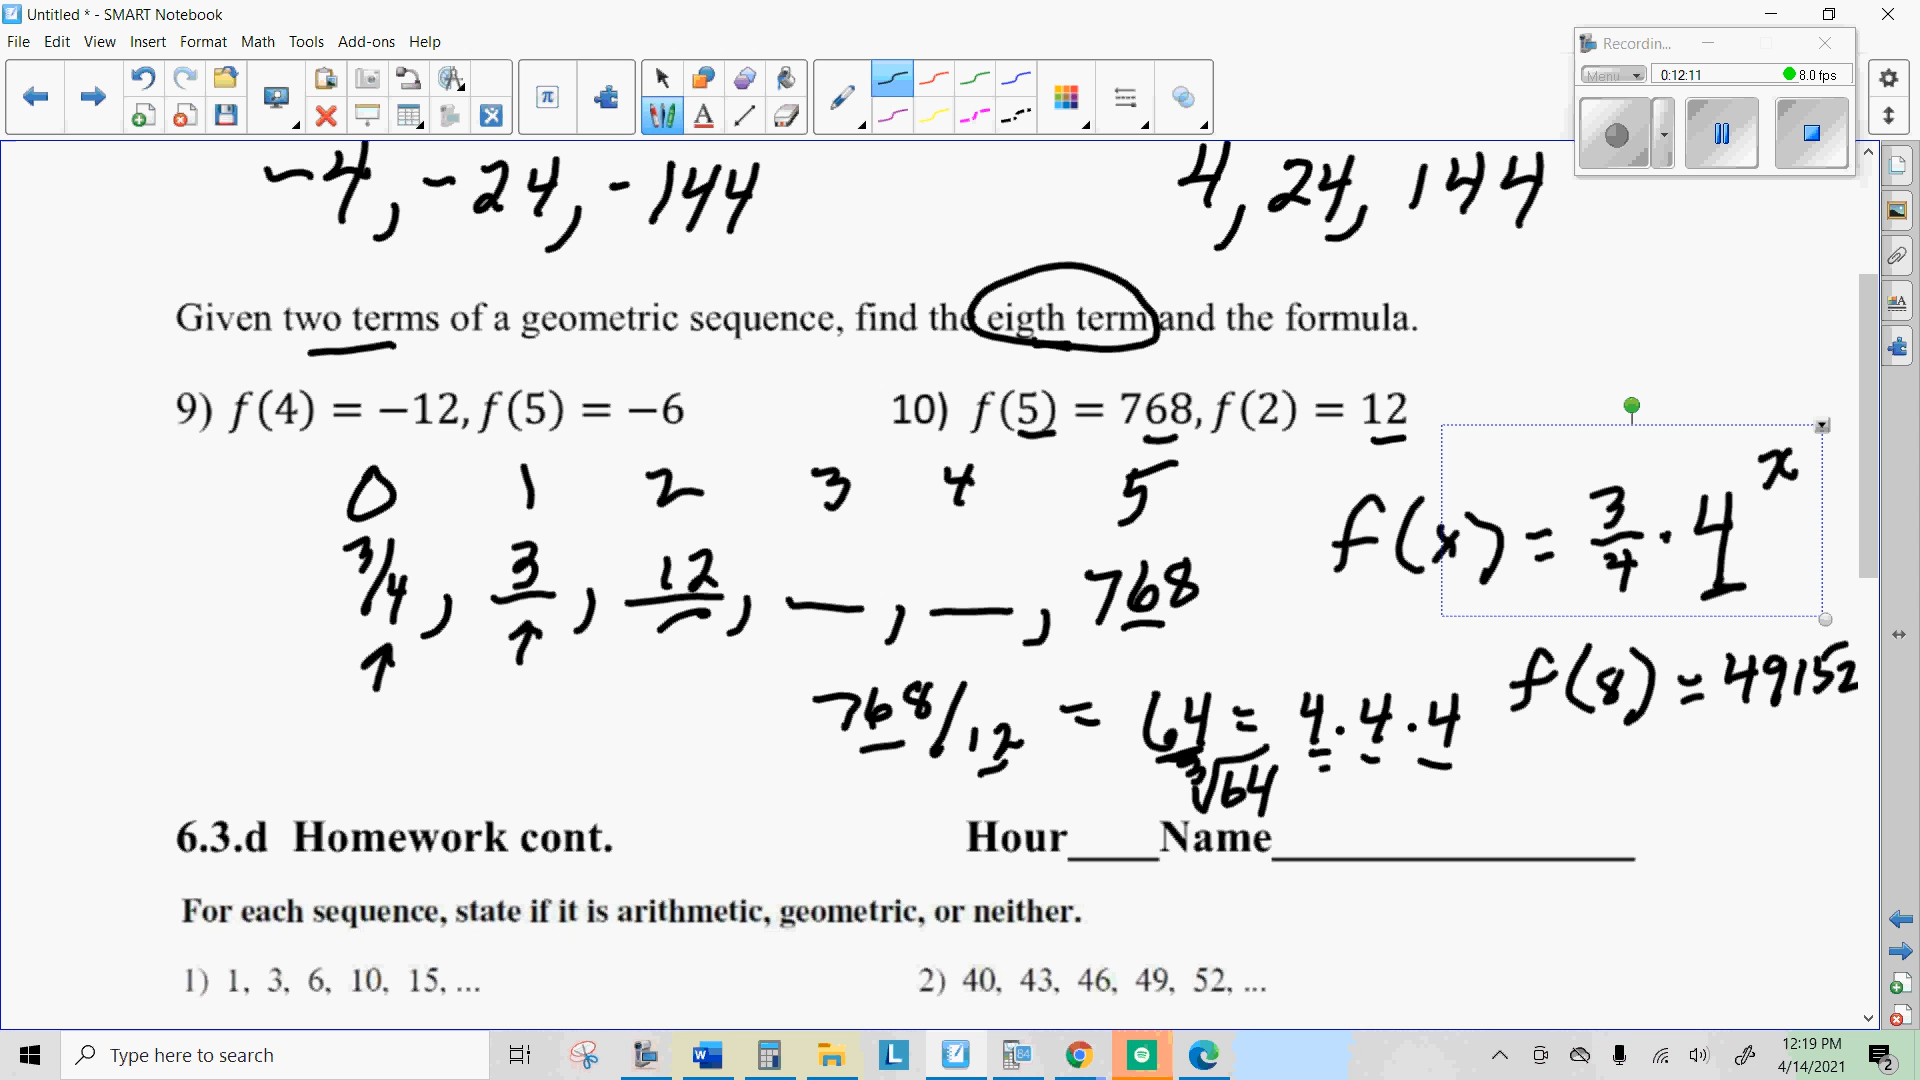 Untitled * - SMART Notebook
File Edit View Insert Format Math Tools Add-ons Help
Recordin...
Menu 0:12:11 8.0 fps
-4, -24, -144
4, 24, 144
Given two terms of a geometric sequence, find the eigth term and the formula.
9) f(4) = −12, f(5) = −6
10) f(5) = 768, f(2) = 12
0 1 2 3 4 5
f(x) = 3/4 · 4^x
3/4, 3, 12, __, __, 768
f(8) = 49152
768/12 = 64 = 4 · 4 · 4
∛64
6.3.d Homework cont. Hour____Name________________
For each sequence, state if it is arithmetic, geometric, or neither.
1) 1, 3, 6, 10, 15, ...
2) 40, 43, 46, 49, 52, ...
Type here to search
12:19 PM
4/14/2021
2